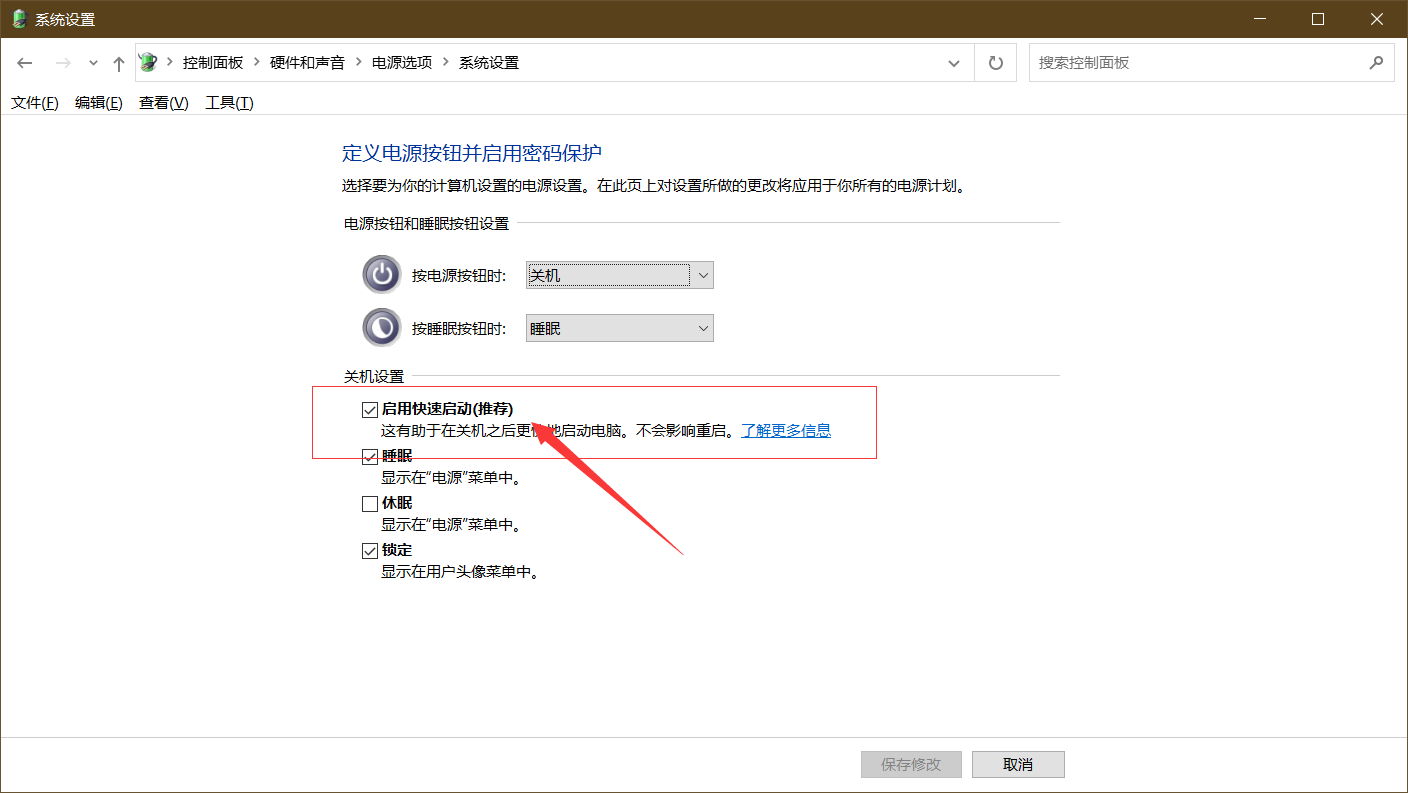 系统设置
控制面板 硬件和声音 电源选项 系统设置
搜索控制面板
文件(F) 编辑(E) 查看(V) 工具(T)
定义电源按钮并启用密码保护
选择要为你的计算机设置的电源设置。在此页上对设置所做的更改将应用于你所有的电源计划。
电源按钮和睡眠按钮设置
按电源按钮时: 关机
按睡眠按钮时: 睡眠
关机设置
启用快速启动(推荐)
这有助于在关机之后更快地启动电脑。不会影响重启。了解更多信息
睡眠
显示在“电源”菜单中。
休眠
显示在“电源”菜单中。
锁定
显示在用户头像菜单中。
保存修改 取消